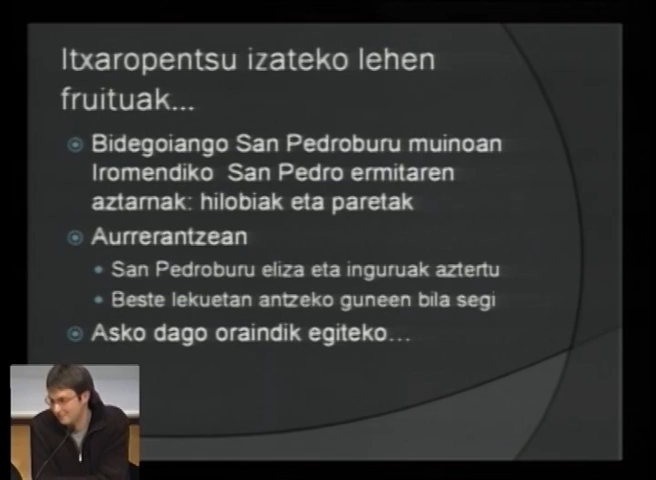 Itxaropentsu izateko lehen
fruituak...
Bidegoiango San Pedroburu muinoan
Iromendiko San Pedro ermitaren
aztarnak: hilobiak eta paretak
Aurrerantzean
San Pedroburu eliza eta inguruak aztertu
Beste lekuetan antzeko guneen bila segi
Asko dago oraindik egiteko...